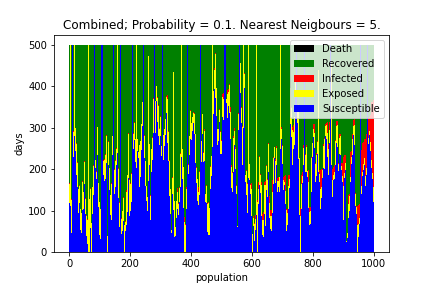 Combined; Probability = 0.1. Nearest Neigbours = 5.
500
400
300
200
100
0
days
Death
Recovered
Infected
Exposed
Susceptible
0 200 400 600 800 1000
population